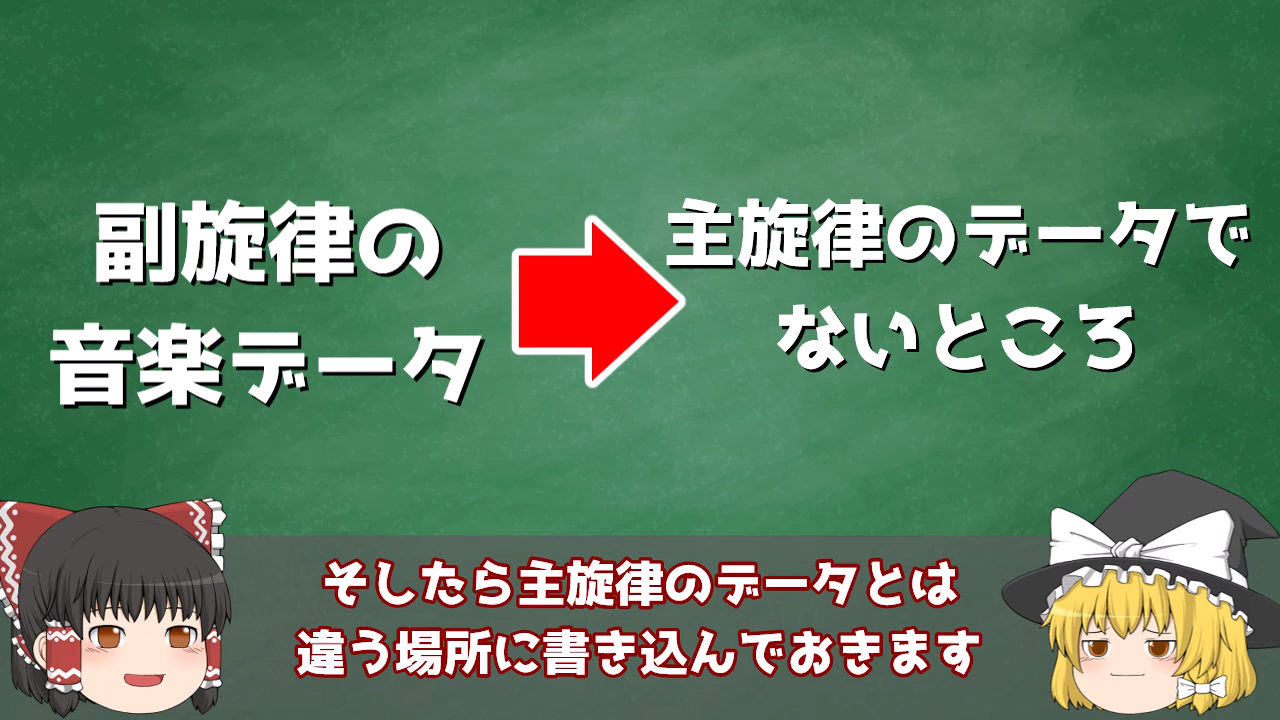 副旋律の
音楽データ
主旋律のデータで
ないところ
そしたら主旋律のデータとは
違う場所に書き込んでおきます